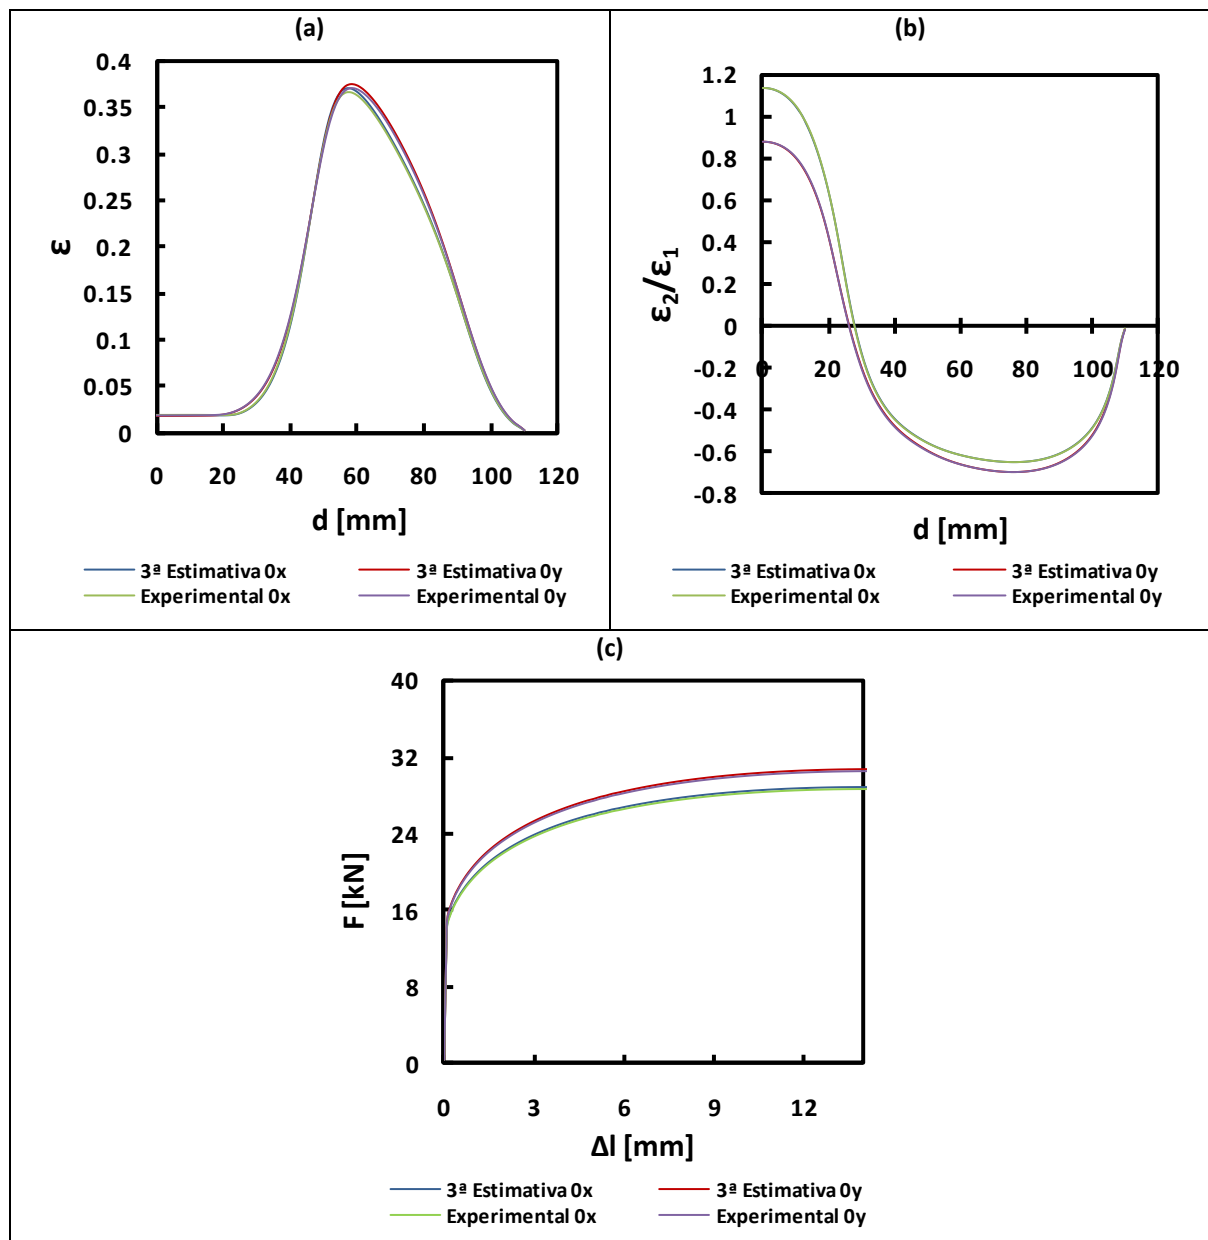 (a)
0.4
0.35
0.3
0.25
0.2
0.15
0.1
0.05
0
ε
0 20 40 60 80 100 120
d [mm]
3ª Estimativa 0x 3ª Estimativa 0y
Experimental 0x Experimental 0y
(b)
1.2
1
0.8
0.6
0.4
0.2
0
-0.2
-0.4
-0.6
-0.8
ε2/ε1
0 20 40 60 80 100 120
d [mm]
3ª Estimativa 0x 3ª Estimativa 0y
Experimental 0x Experimental 0y
(c)
40
32
24
16
8
0
F [kN]
0 3 6 9 12
Δl [mm]
3ª Estimativa 0x 3ª Estimativa 0y
Experimental 0x Experimental 0y